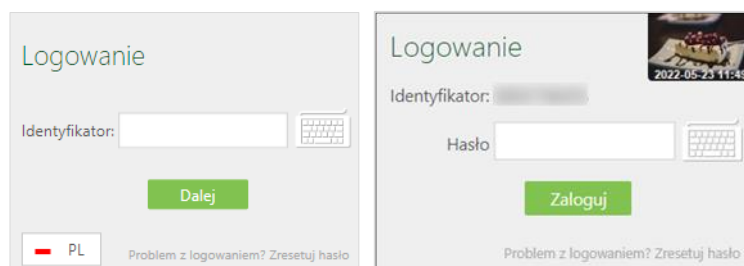 Logowanie
Identyfikator:
Dalej
PL
Problem z logowaniem? Zresetuj hasło
Logowanie
2022-05-23 11:49
Identyfikator:
Hasło
Zaloguj
Problem z logowaniem? Zresetuj hasło